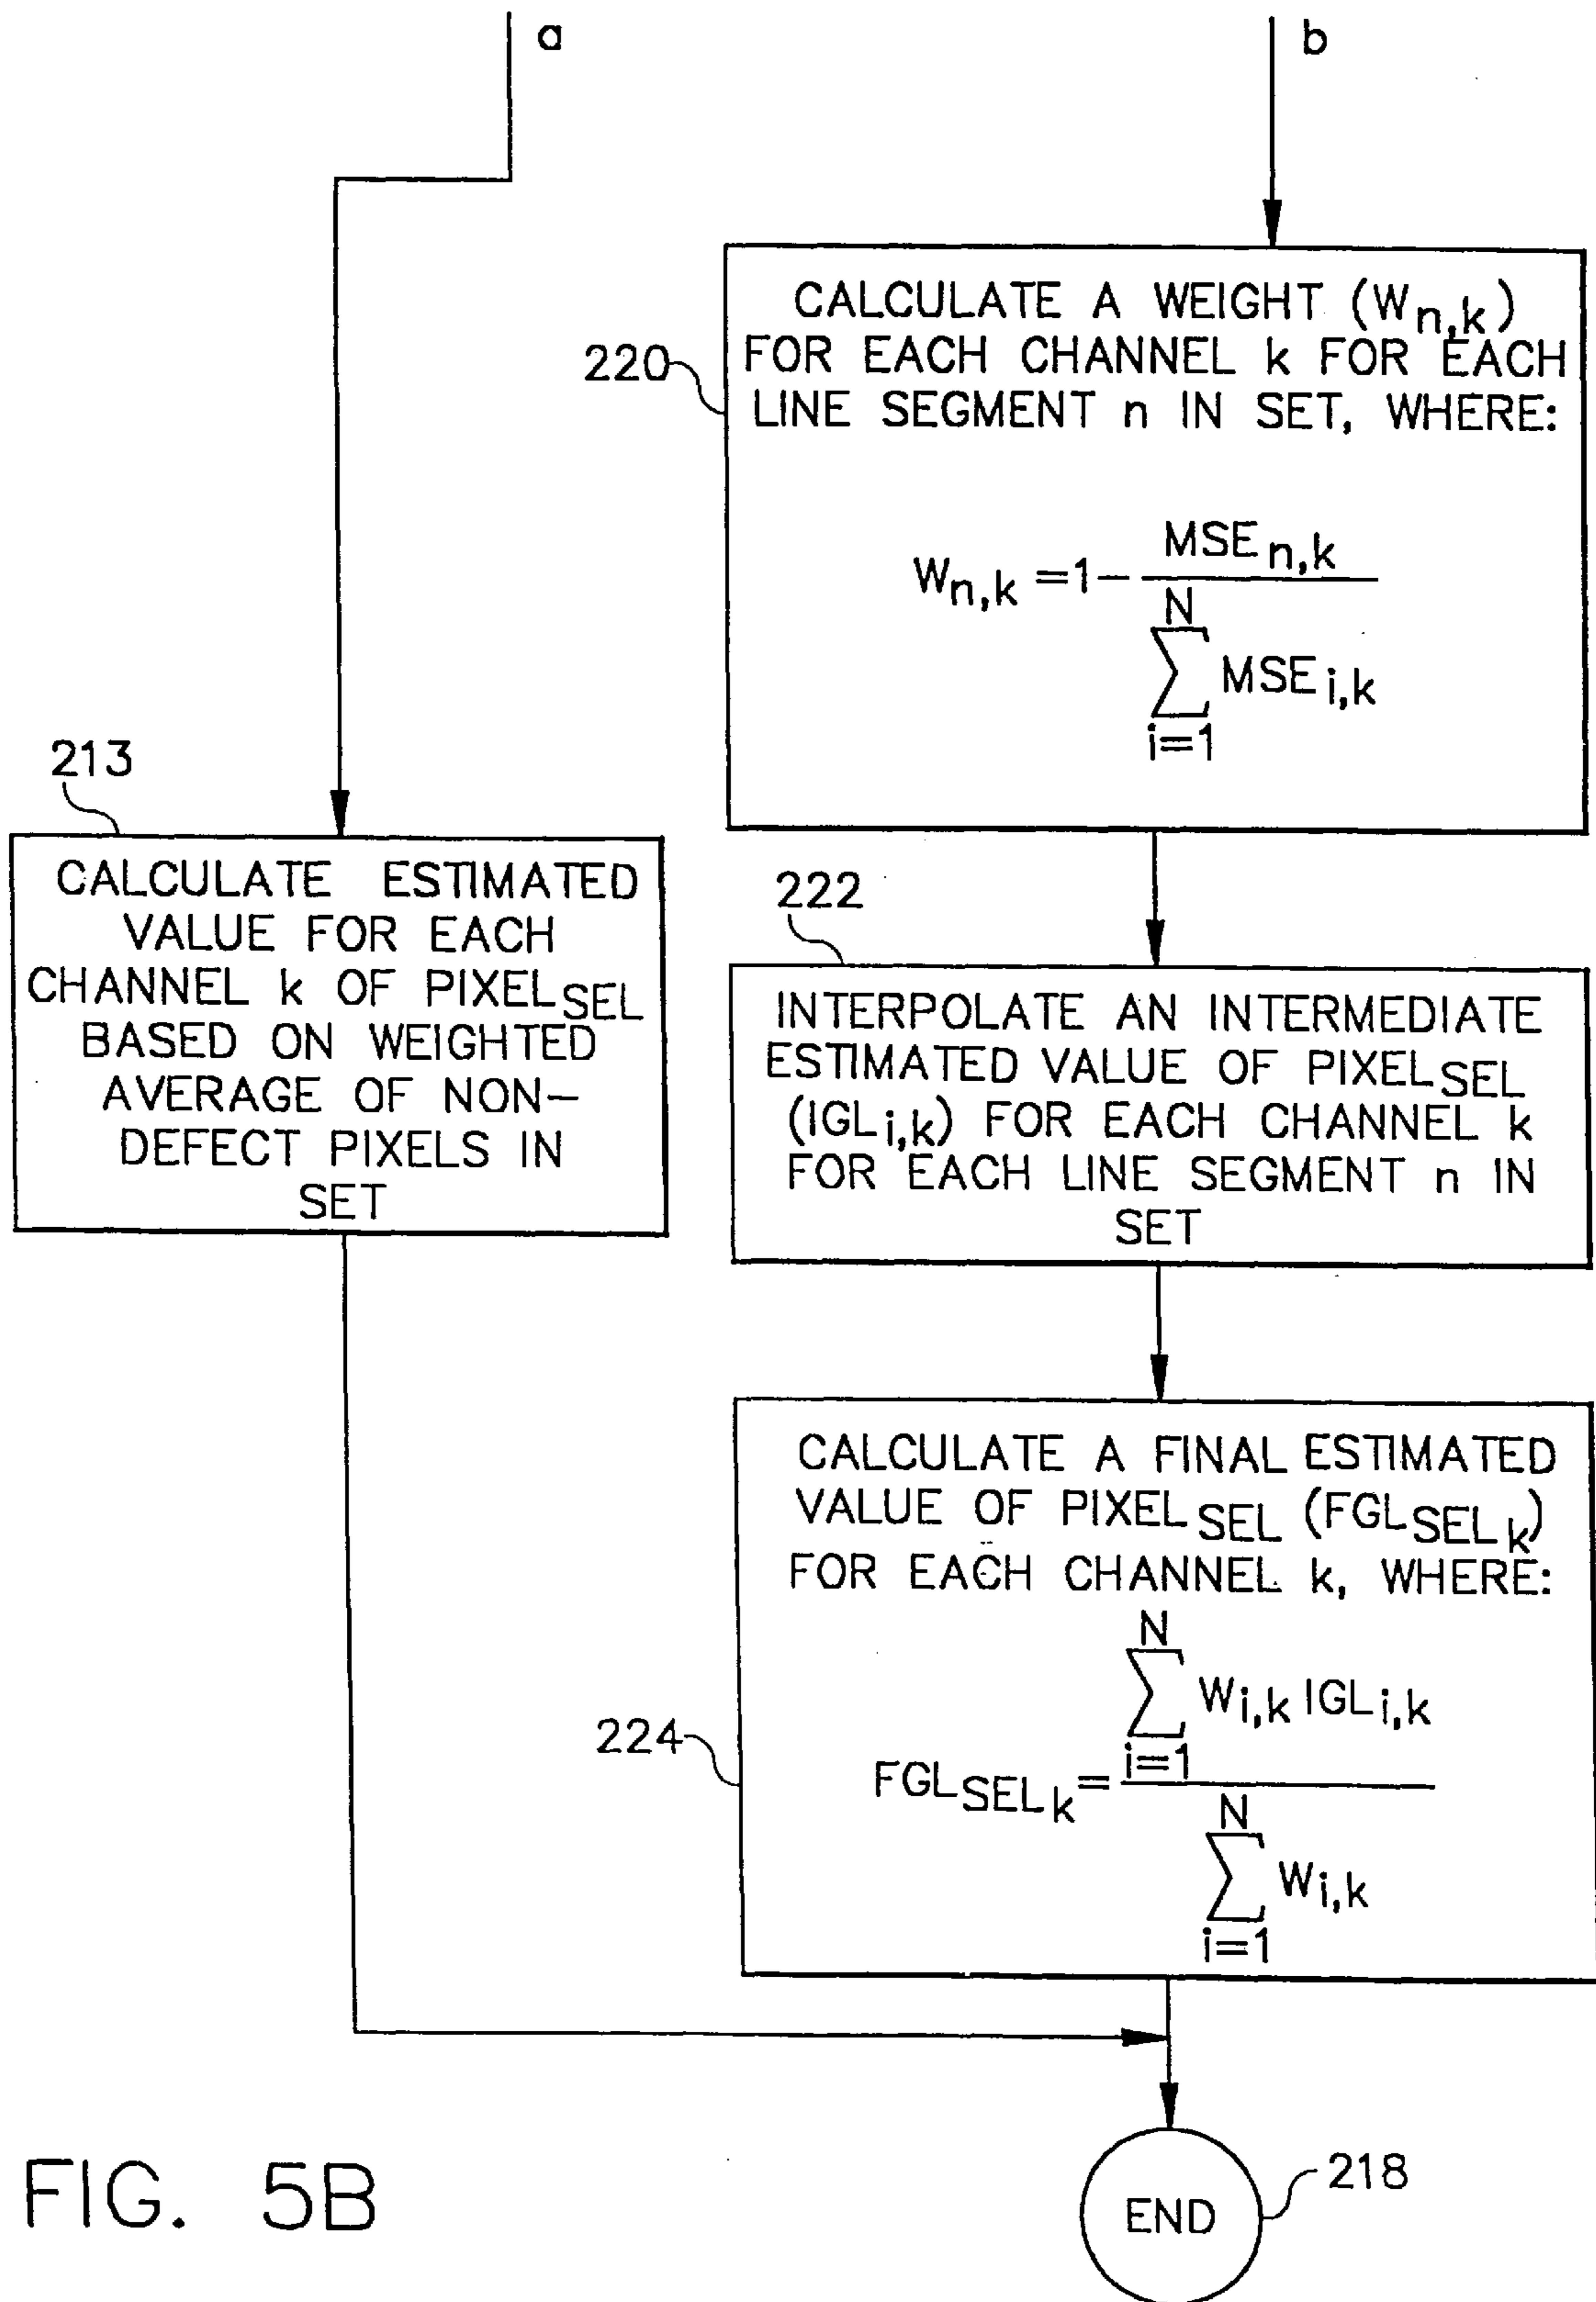 a
b
220
CALCULATE A WEIGHT (Wn,k)
FOR EACH CHANNEL k FOR EACH
LINE SEGMENT n IN SET, WHERE:
Wn,k =1- MSEn,k
N
∑ MSEi,k
i=1
213
CALCULATE ESTIMATED
VALUE FOR EACH
CHANNEL k OF PIXELSEL
BASED ON WEIGHTED
AVERAGE OF NON-
DEFECT PIXELS IN
SET
222
INTERPOLATE AN INTERMEDIATE
ESTIMATED VALUE OF PIXELSEL
(IGLi,k) FOR EACH CHANNEL k
FOR EACH LINE SEGMENT n IN
SET
224
CALCULATE A FINAL ESTIMATED
VALUE OF PIXELSEL (FGLSELk)
FOR EACH CHANNEL k, WHERE:
N
∑ Wi,k IGLi,k
i=1
FGLSELk=
N
∑ Wi,k
i=1
END
218
FIG. 5B